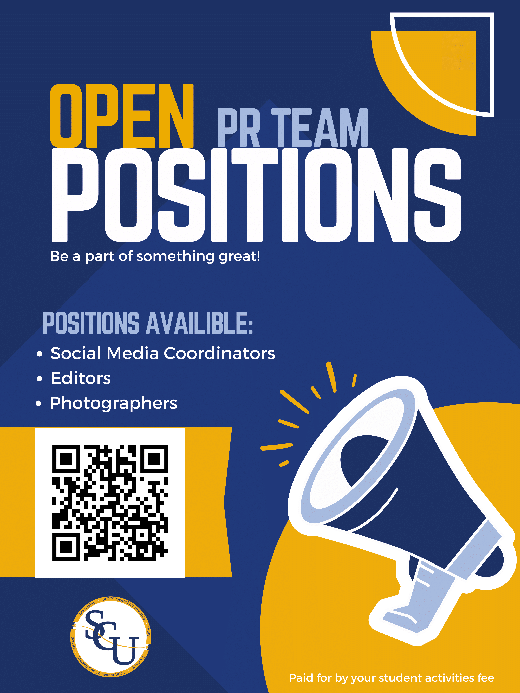 OPEN PR TEAM
POSITIONS
Be a part of something great!
POSITIONS AVAILIBLE:
• Social Media Coordinators
• Editors
• Photographers
SGU
Paid for by your student activities fee